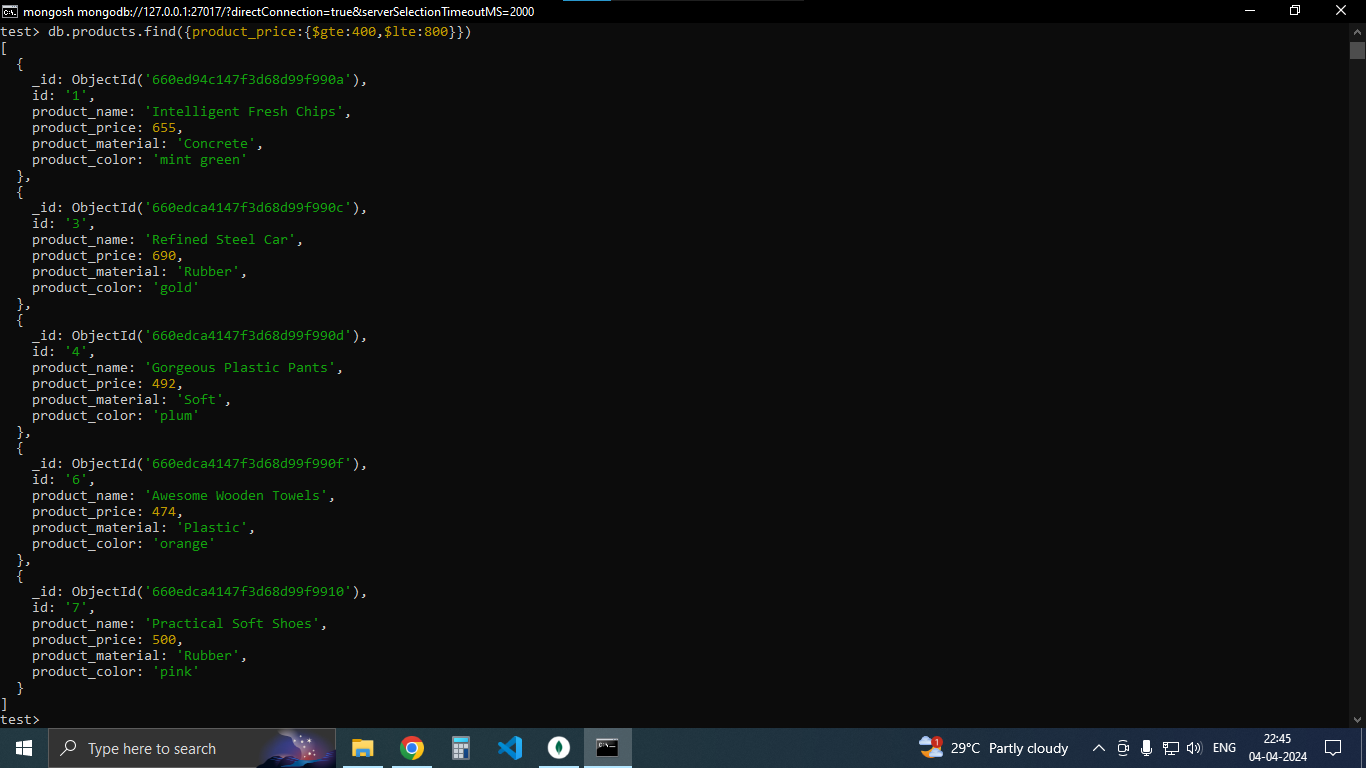 mongosh mongodb://127.0.0.1:27017/?directConnection=true&serverSelectionTimeoutMS=2000
test> db.products.find({product_price:{$gte:400,$lte:800}})
[
  {
    _id: ObjectId('660ed94c147f3d68d99f990a'),
    id: '1',
    product_name: 'Intelligent Fresh Chips',
    product_price: 655,
    product_material: 'Concrete',
    product_color: 'mint green'
  },
  {
    _id: ObjectId('660edca4147f3d68d99f990c'),
    id: '3',
    product_name: 'Refined Steel Car',
    product_price: 690,
    product_material: 'Rubber',
    product_color: 'gold'
  },
  {
    _id: ObjectId('660edca4147f3d68d99f990d'),
    id: '4',
    product_name: 'Gorgeous Plastic Pants',
    product_price: 492,
    product_material: 'Soft',
    product_color: 'plum'
  },
  {
    _id: ObjectId('660edca4147f3d68d99f990f'),
    id: '6',
    product_name: 'Awesome Wooden Towels',
    product_price: 474,
    product_material: 'Plastic',
    product_color: 'orange'
  },
  {
    _id: ObjectId('660edca4147f3d68d99f9910'),
    id: '7',
    product_name: 'Practical Soft Shoes',
    product_price: 500,
    product_material: 'Rubber',
    product_color: 'pink'
  }
]
test>
Type here to search
1
29°C Partly cloudy
ENG
22:45
04-04-2024